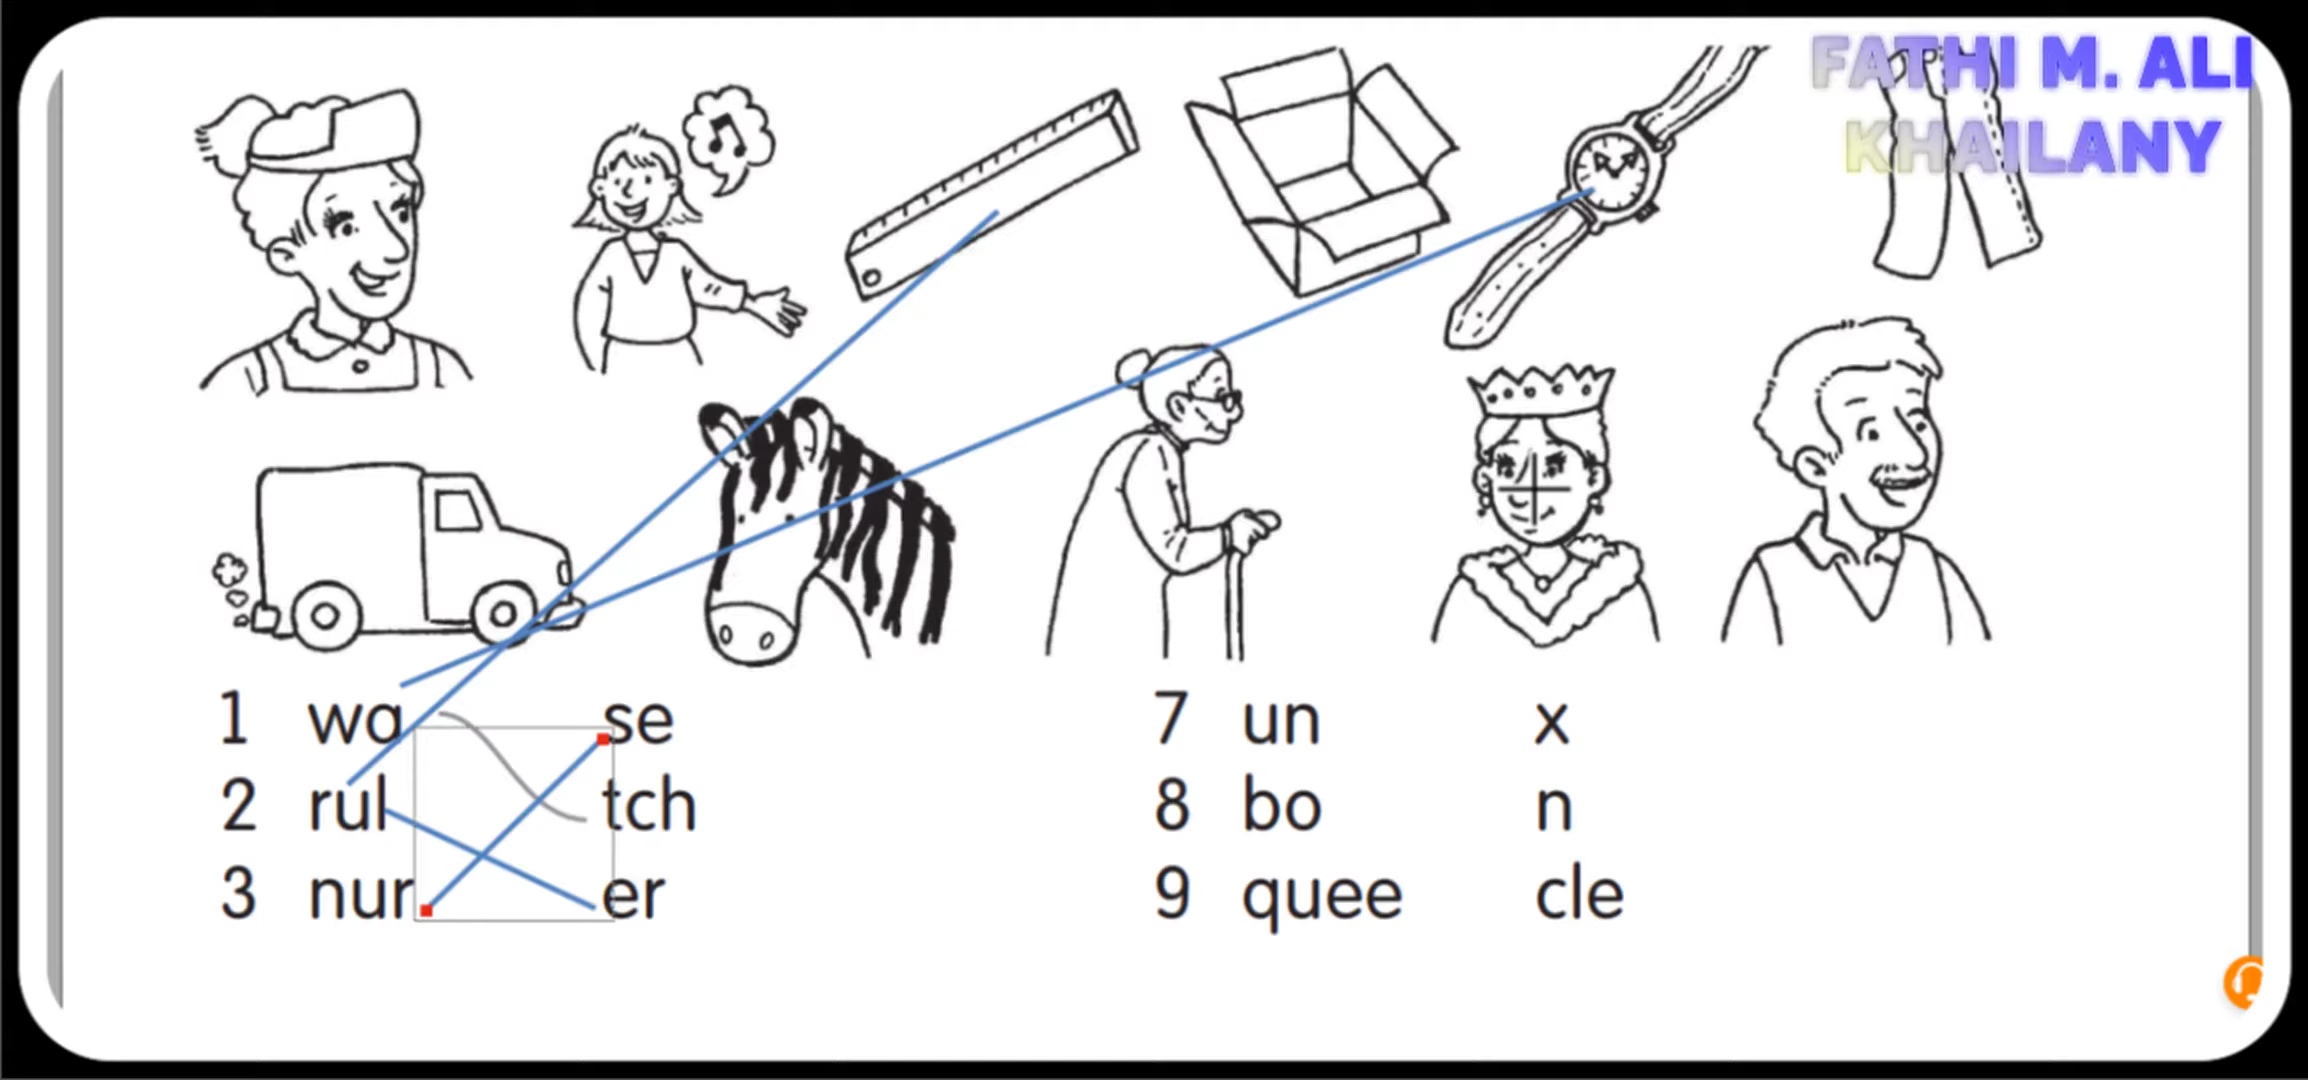 FATHI M. ALI
KHAILANY
1 wa se
2 rul tch
3 nur er
7 un x
8 bo n
9 quee cle